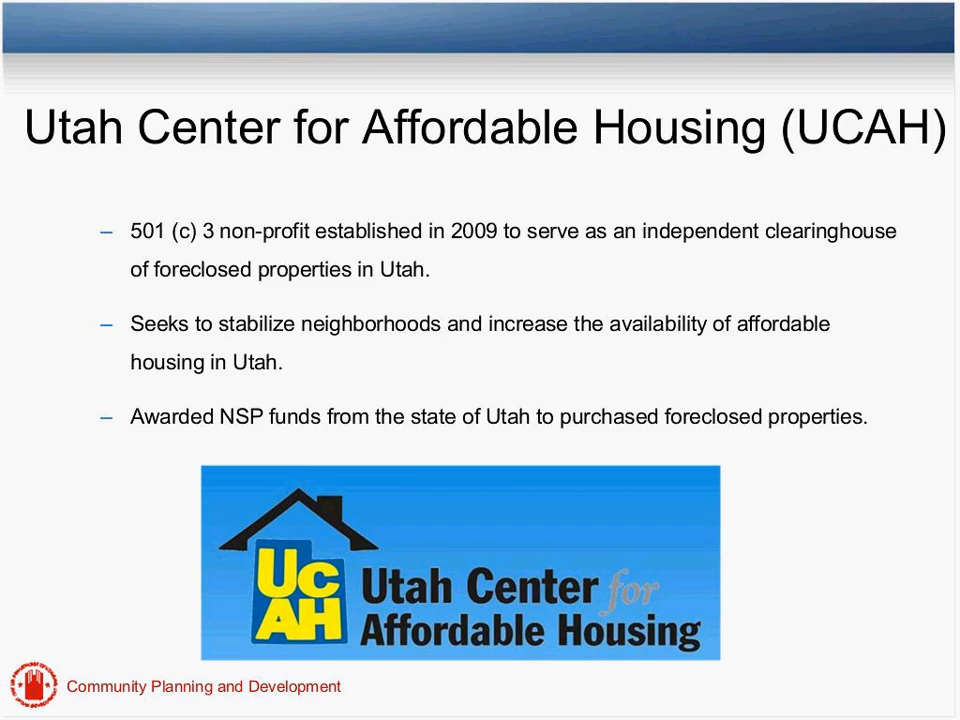 Utah Center for Affordable Housing (UCAH)
– 501 (c) 3 non-profit established in 2009 to serve as an independent clearinghouse
of foreclosed properties in Utah.
– Seeks to stabilize neighborhoods and increase the availability of affordable
housing in Utah.
– Awarded NSP funds from the state of Utah to purchased foreclosed properties.
UC
AH
Utah Center for
Affordable Housing
Community Planning and Development